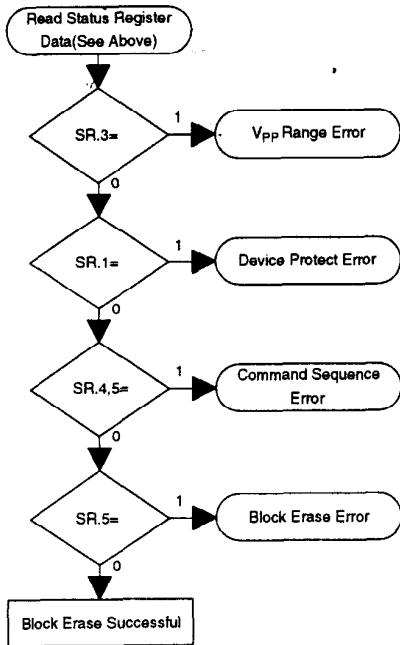 Read Status Register
Data(See Above)
SR.3=
1
VPP Range Error
0
SR.1=
1
Device Protect Error
0
SR.4,5=
1
Command Sequence
Error
0
SR.5=
1
Block Erase Error
0
Block Erase Successful